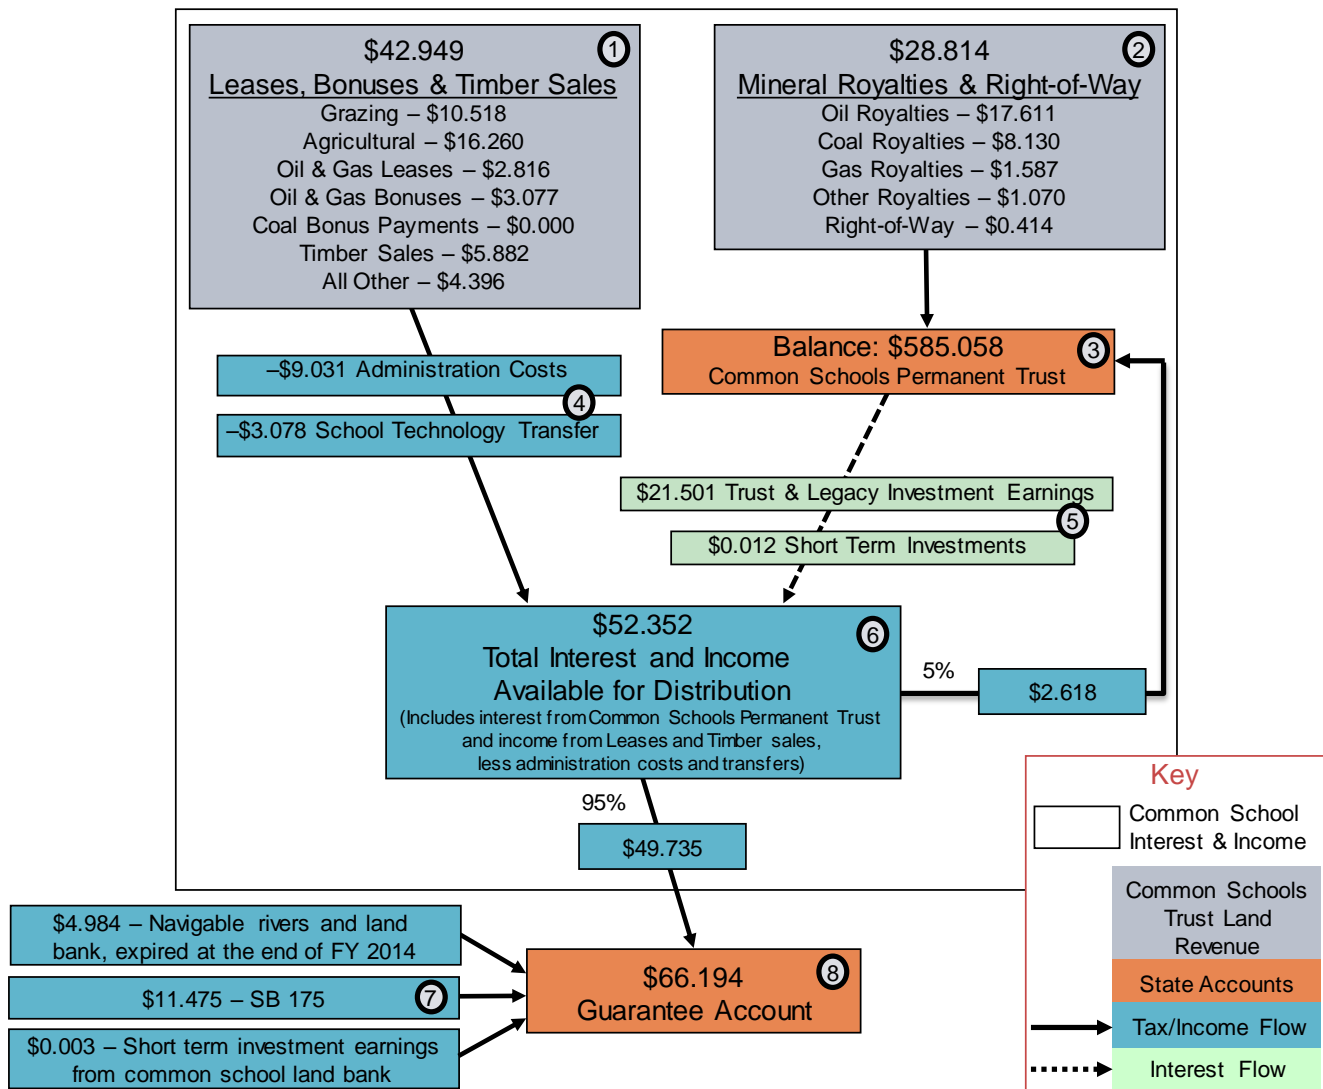 $42.949
1
Leases, Bonuses & Timber Sales
Grazing – $10.518
Agricultural – $16.260
Oil & Gas Leases – $2.816
Oil & Gas Bonuses – $3.077
Coal Bonus Payments – $0.000
Timber Sales – $5.882
All Other – $4.396
$28.814
2
Mineral Royalties & Right-of-Way
Oil Royalties – $17.611
Coal Royalties – $8.130
Gas Royalties – $1.587
Other Royalties – $1.070
Right-of-Way – $0.414
Balance: $585.058
3
Common Schools Permanent Trust
–$9.031 Administration Costs
4
–$3.078 School Technology Transfer
$21.501 Trust & Legacy Investment Earnings
5
$0.012 Short Term Investments
$52.352
6
Total Interest and Income
Available for Distribution
(Includes interest from Common Schools Permanent Trust
and income from Leases and Timber sales,
less administration costs and transfers)
5%
$2.618
95%
$49.735
$4.984 – Navigable rivers and land
bank, expired at the end of FY 2014
$11.475 – SB 175
7
$0.003 – Short term investment earnings
from common school land bank
$66.194
8
Guarantee Account
Key
Common School
Interest & Income
Common Schools
Trust Land
Revenue
State Accounts
Tax/Income Flow
Interest Flow